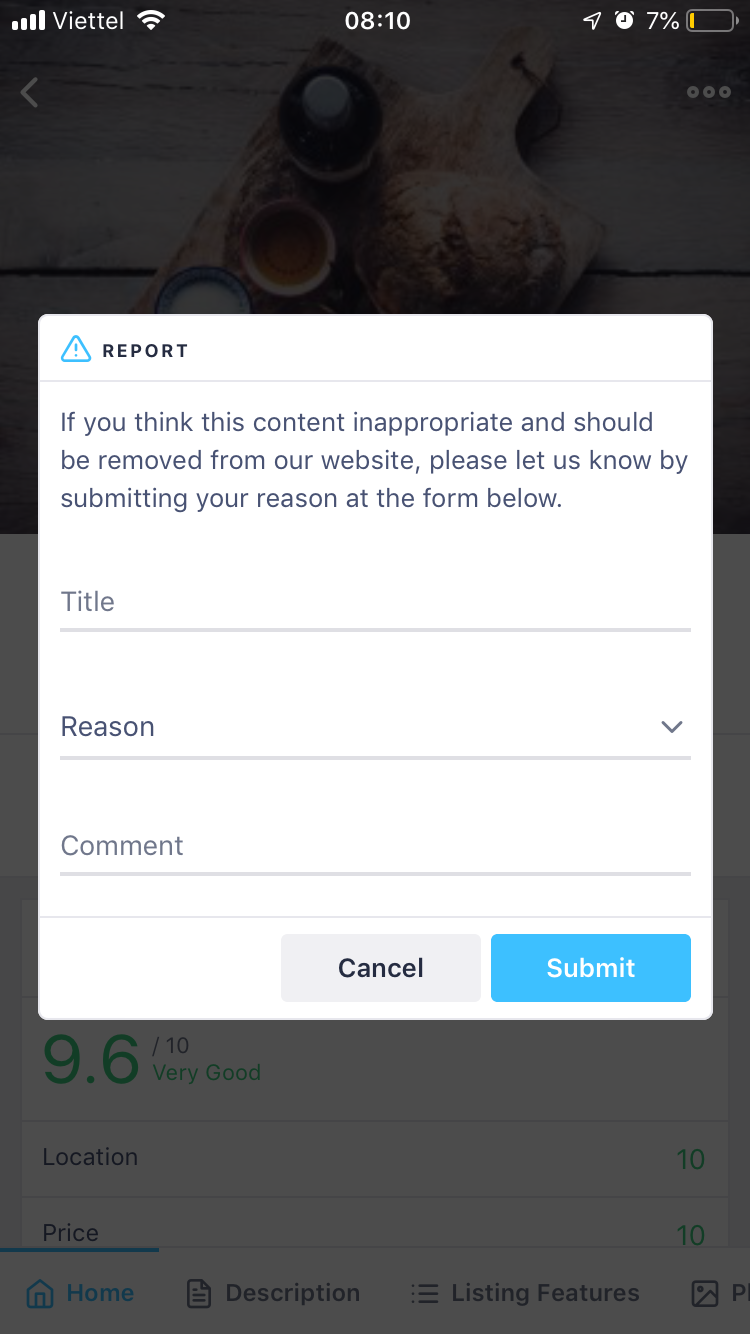 Viettel 08:10 7%
REPORT
If you think this content inappropriate and should
be removed from our website, please let us know by
submitting your reason at the form below.
Title
Reason
Comment
Cancel Submit
9.6 / 10
Very Good
Location 10
Price 10
Home Description Listing Features